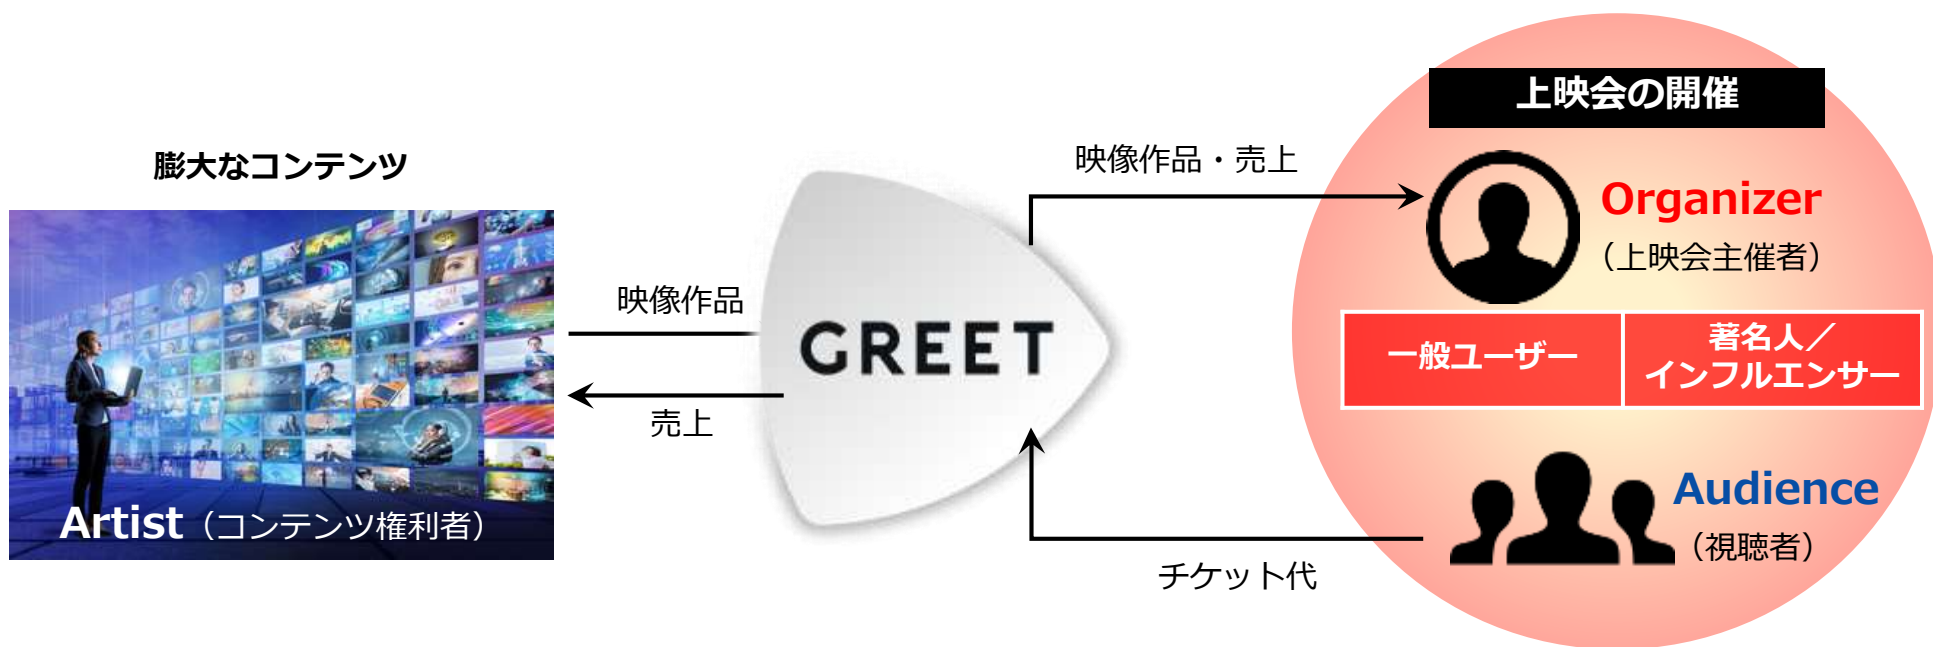 膨大なコンテンツ
Artist（コンテンツ権利者）
映像作品
売上
GREET
映像作品・売上
チケット代
上映会の開催
Organizer
（上映会主催者）
一般ユーザー
著名人／
インフルエンサー
Audience
（視聴者）